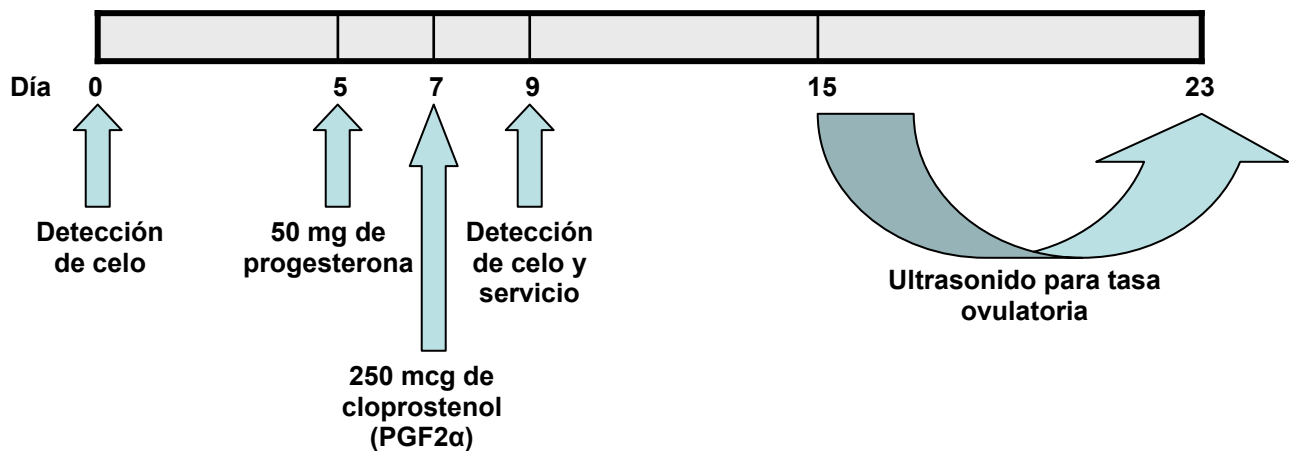 Día 0 5 7 9 15 23
Detección
de celo
50 mg de
progesterona
Detección
de celo y
servicio
Ultrasonido para tasa
ovulatoria
250 mcg de
cloprostenol
(PGF2α)